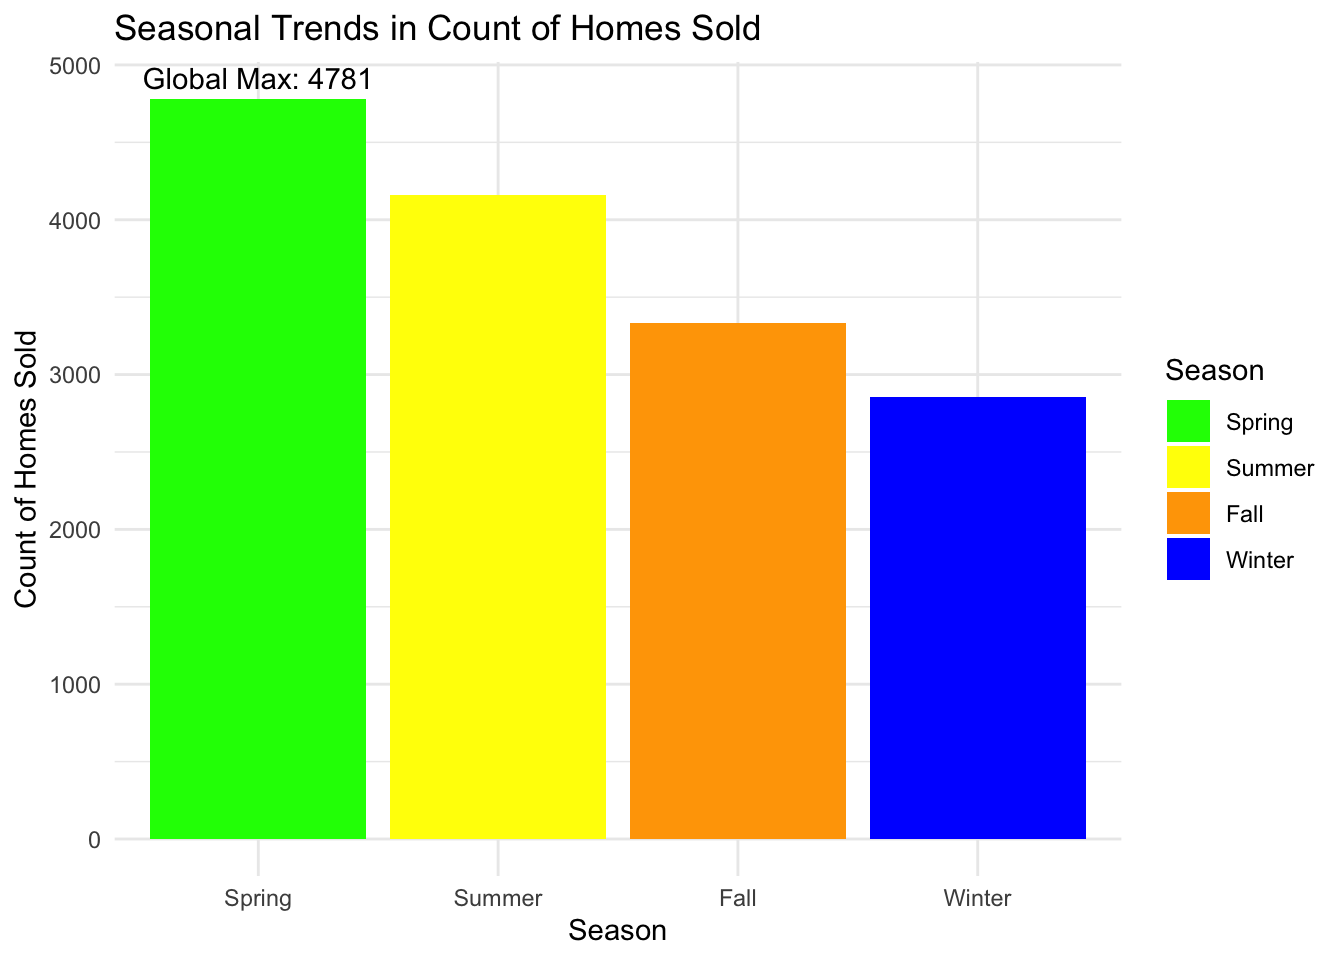 Seasonal Trends in Count of Homes Sold
Global Max: 4781
5000
4000
3000
2000
1000
0
Count of Homes Sold
Spring
Summer
Fall
Winter
Season
Season
Spring
Summer
Fall
Winter